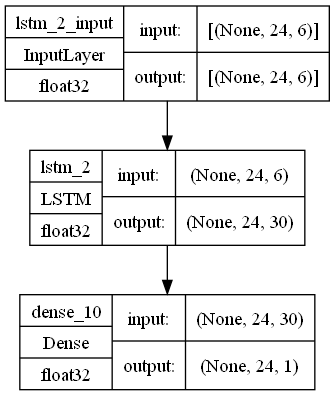 lstm_2_input
InputLayer
float32
input:
output:
[(None, 24, 6)]
[(None, 24, 6)]
lstm_2
LSTM
float32
input:
output:
(None, 24, 6)
(None, 24, 30)
dense_10
Dense
float32
input:
output:
(None, 24, 30)
(None, 24, 1)